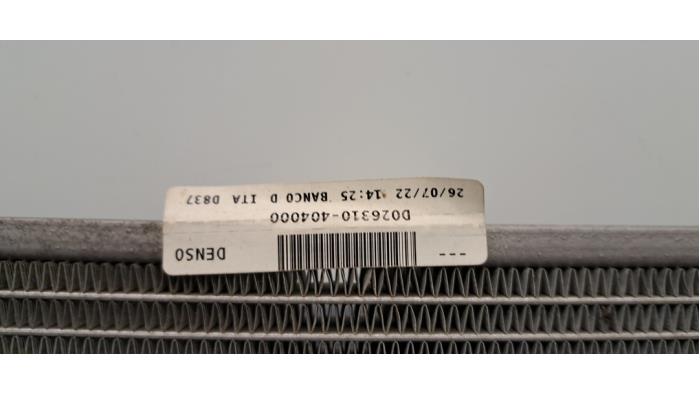 --- DENSO
D026310-404000
26/07/22 14:25 BANCO D ITA D837